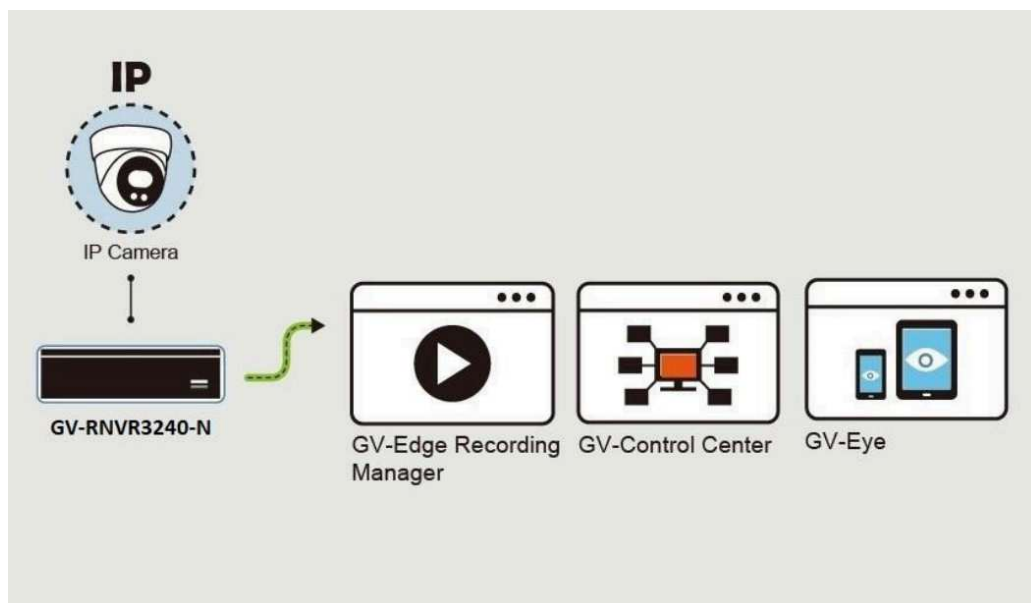 IP
IP Camera
GV-RNVR3240-N
GV-Edge Recording
Manager
GV-Control Center
GV-Eye